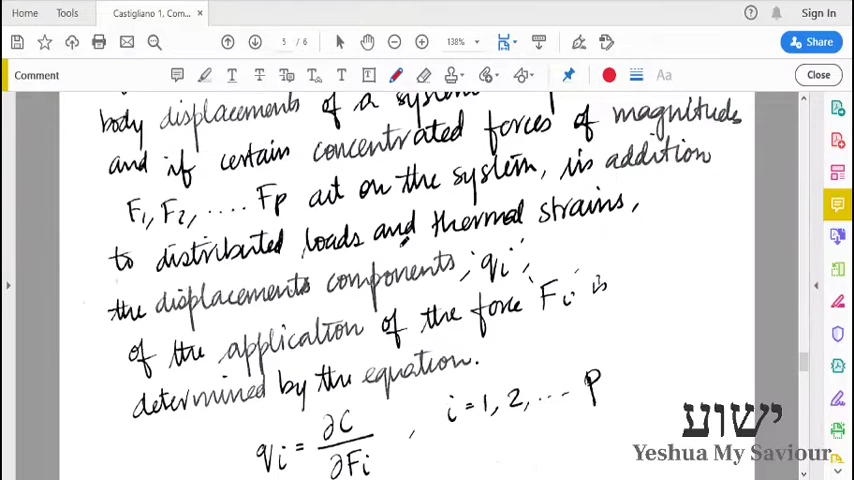 Home
Tools
Castigliano 1, Com...
×
Sign In
5 / 6
138%
Share
Comment
Aa
Close
body displacements of a system
and if certain concentrated forces of magnitude
F1, F2, .... Fp act on the system, in addition
to distributed loads and thermal strains,
the displacements components, "qi",
of the application of the force "Fi" is
determined by the equation.
qi = ∂C/∂Fi , i = 1, 2, ... p
ישוע
Yeshua My Saviour